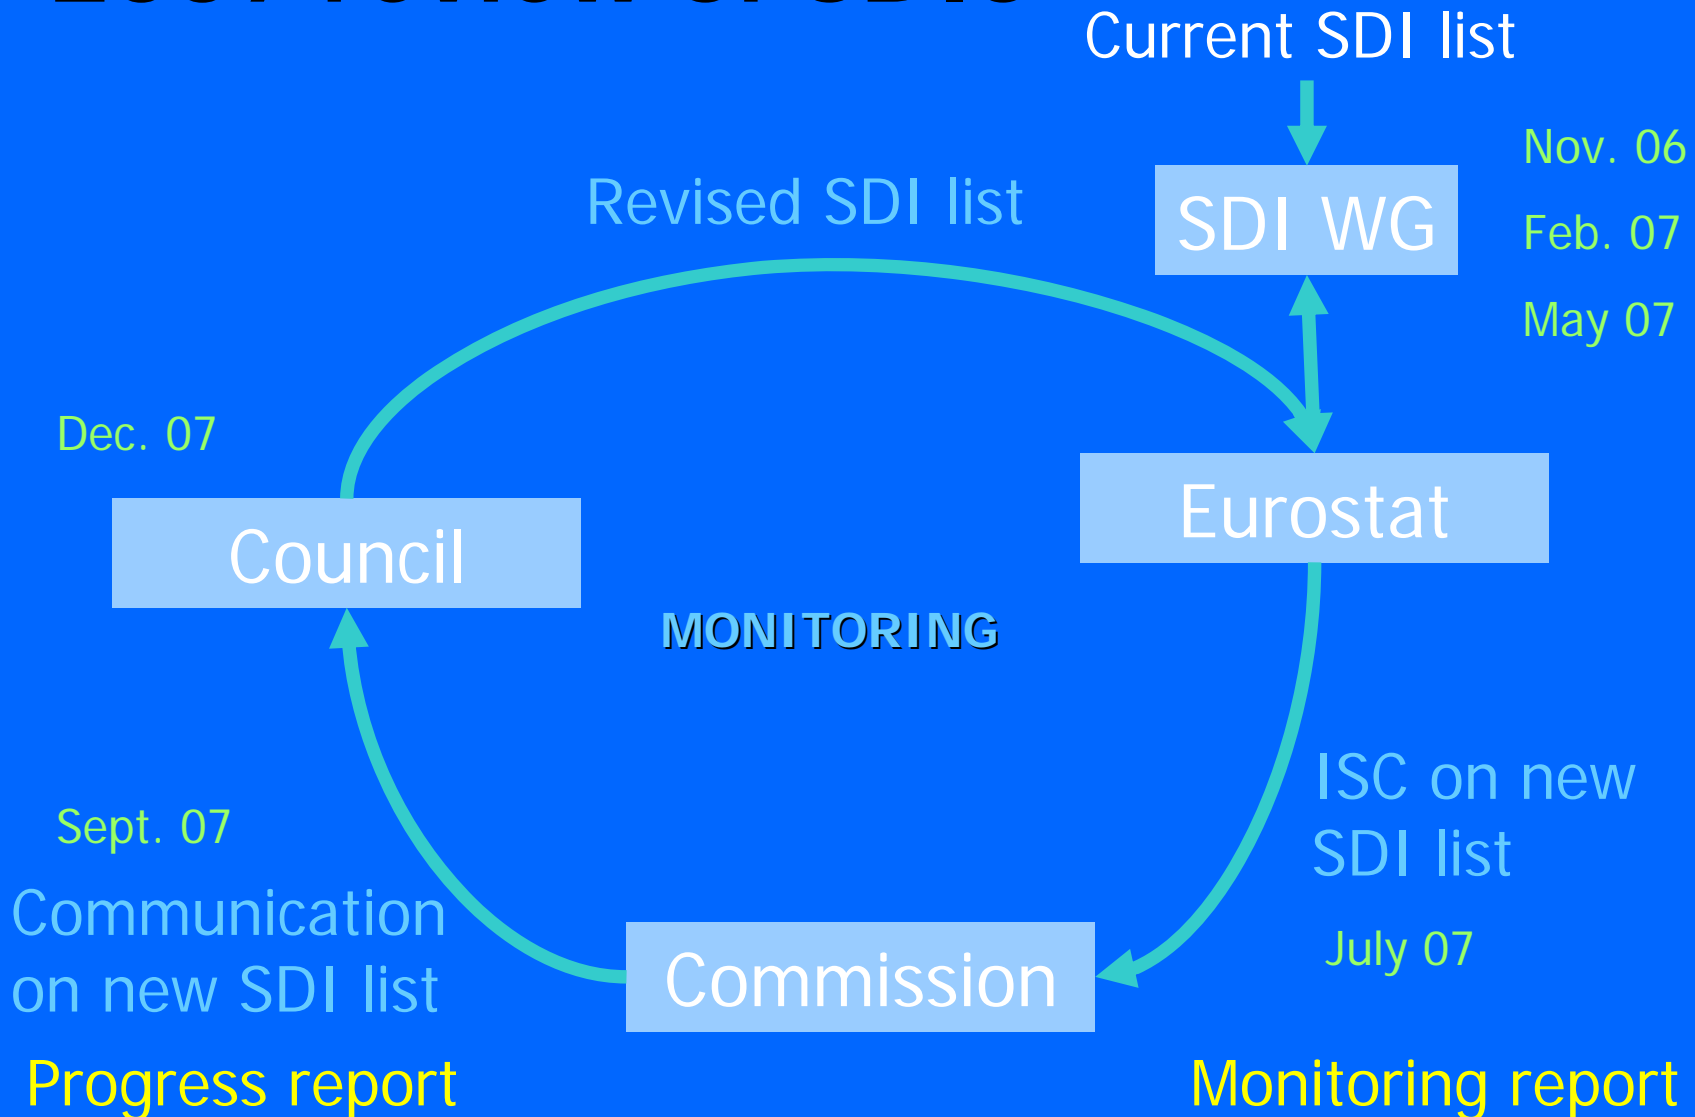 Current SDI list
Nov. 06
Revised SDI list
SDI WG
Feb. 07
May 07
Dec. 07
Eurostat
Council
MONITORING
ISC on new
SDI list
Sept. 07
Communication
on new SDI list
July 07
Commission
Progress report
Monitoring report